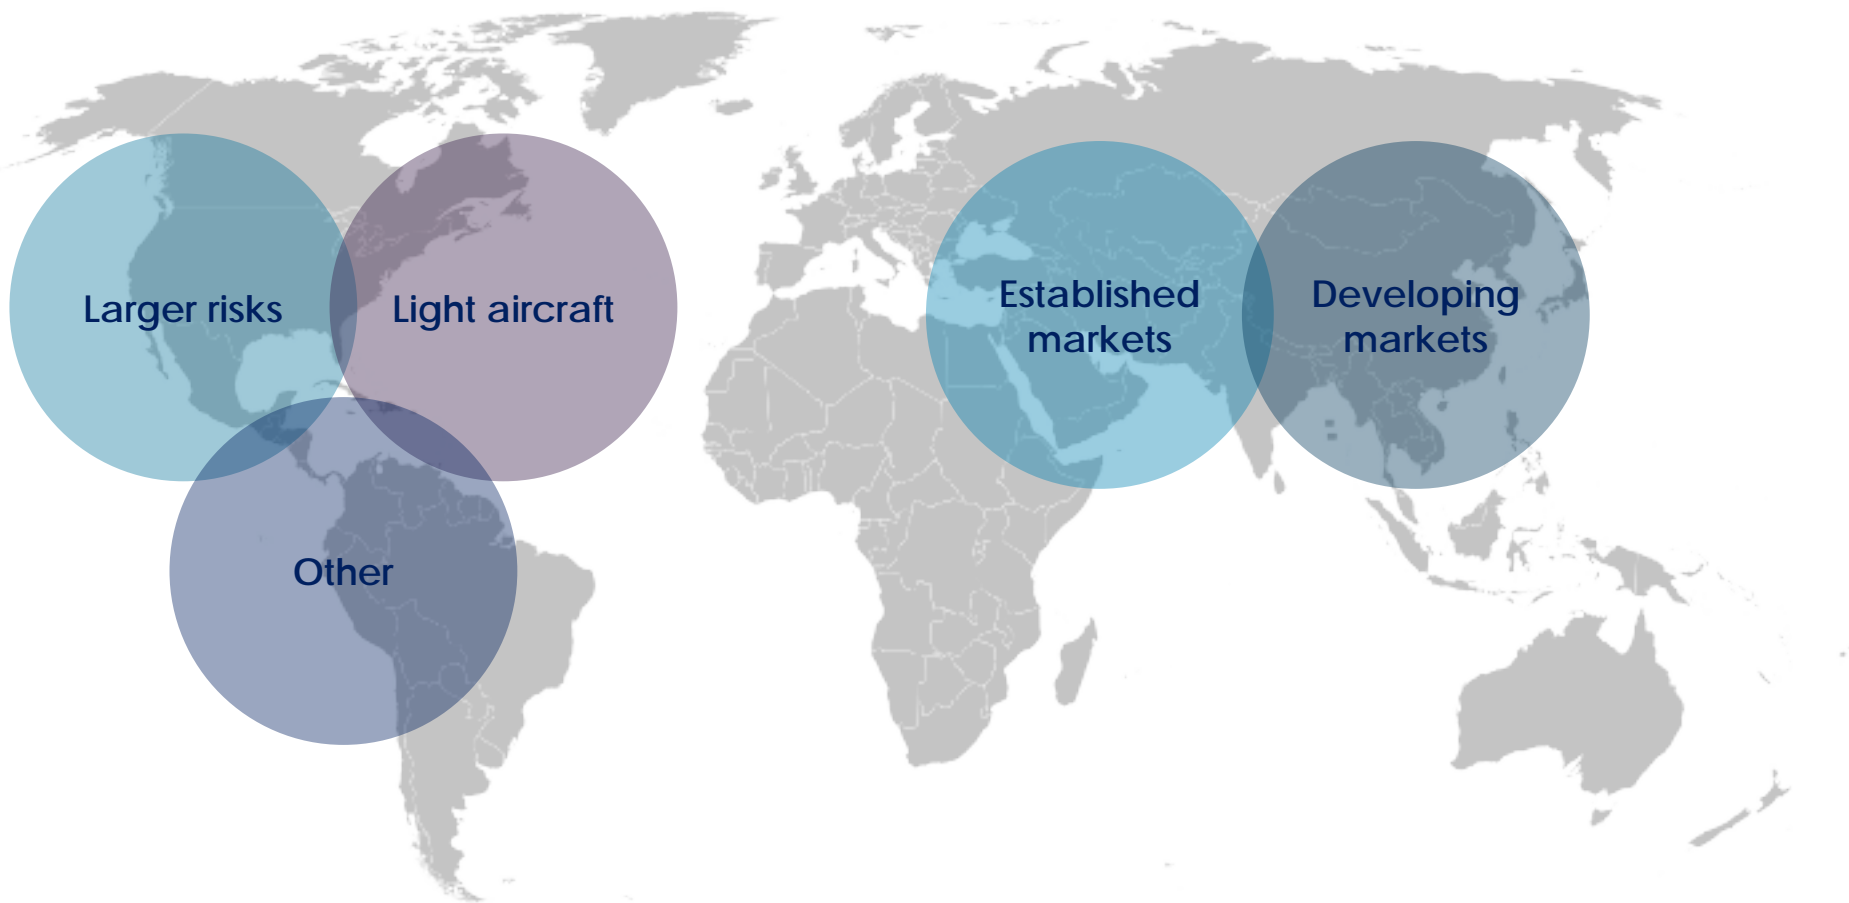 Larger risks
Light aircraft
Other
Established
markets
Developing
markets